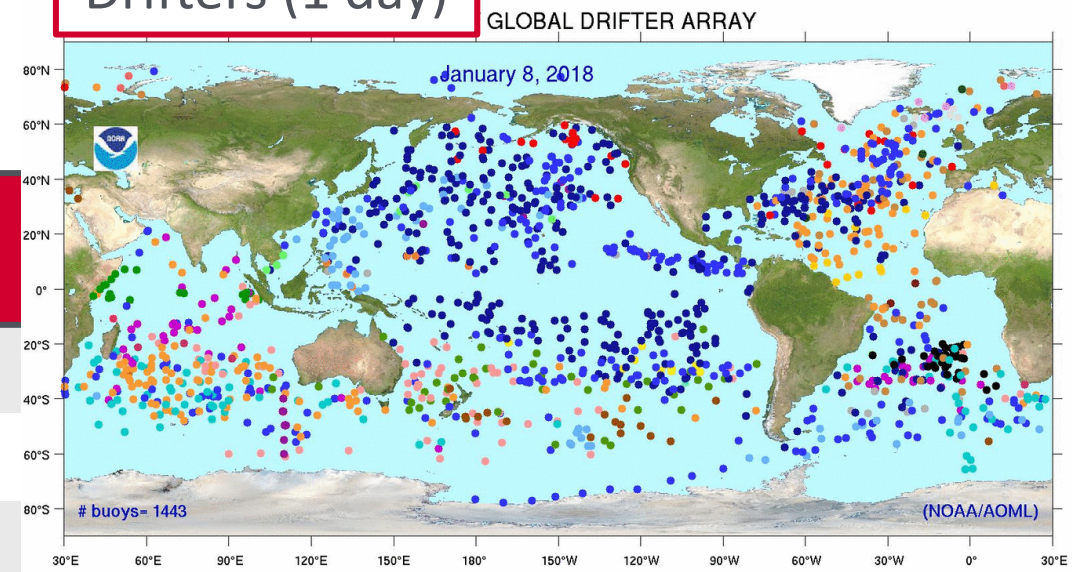 Drifters (1 day)
GLOBAL DRIFTER ARRAY
January 8, 2018
80°N
60°N
40°N
20°N
0°
20°S
40°S
60°S
80°S
NOAA
# buoys= 1443
(NOAA/AOML)
30°E 60°E 90°E 120°E 150°E 180° 150°W 120°W 90°W 60°W 30°W 0° 30°E